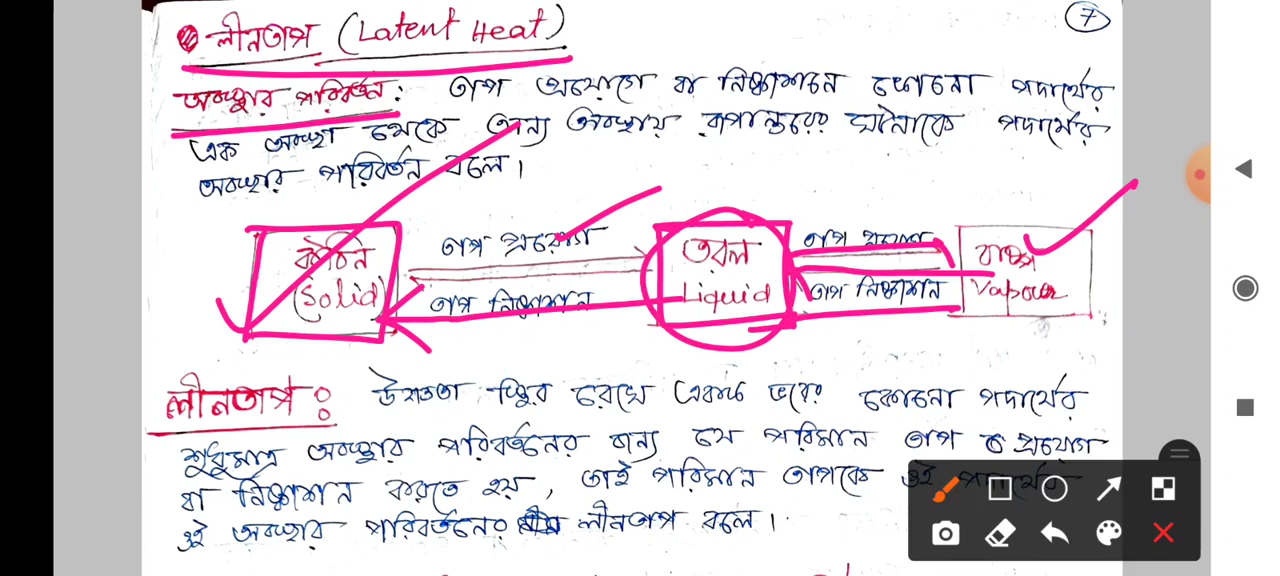 7
লীনতাপ (Latent Heat)
অবস্থার পরিবর্তন: তাপ প্রয়োগে বা নিষ্কাশনে কোনো পদার্থের
এক অবস্থা থেকে অন্য অবস্থায় রূপান্তরের ঘটনাকে পদার্থের
অবস্থার পরিবর্তন বলে।
কঠিন (Solid)
তাপ প্রয়োগ
তাপ নিষ্কাশন
তরল Liquid
তাপ প্রয়োগ
তাপ নিষ্কাশন
বাষ্প Vapour
লীনতাপ: উষ্ণতা স্থির রেখে একক ভরের কোনো পদার্থের
শুধুমাত্র অবস্থার পরিবর্তনের জন্য যে পরিমান তাপ প্রয়োগ
বা নিষ্কাশন করতে হয়, তাই পরিমান তাপকে ওই পদার্থের
ওই অবস্থার পরিবর্তনের লীনতাপ বলে।